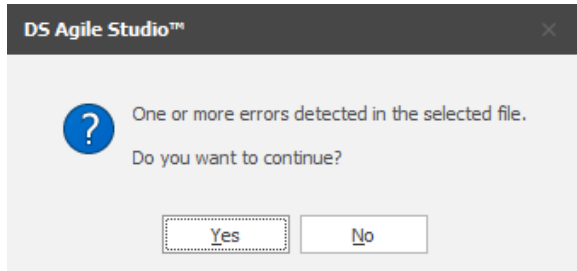 DS Agile Studio™
One or more errors detected in the selected file.
Do you want to continue?
Yes
No